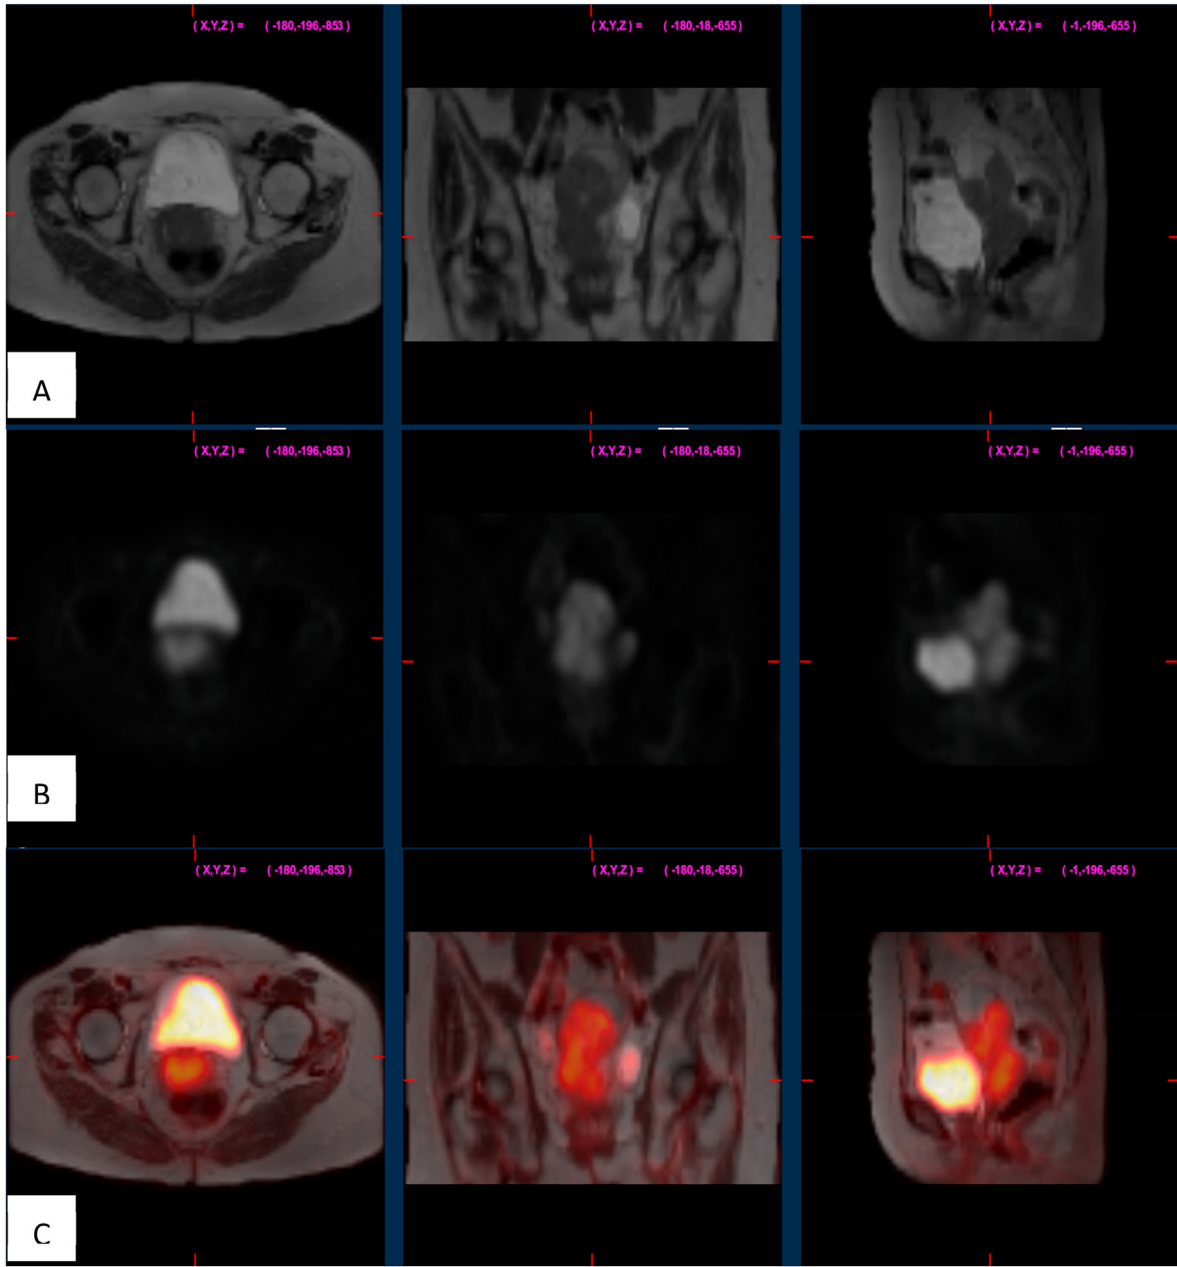 ( X,Y,Z ) = ( -180,-196,-853 )
( X,Y,Z ) = ( -180,-18,-655 )
( X,Y,Z ) = ( -1,-196,-655 )
A
( X,Y,Z ) = ( -180,-196,-853 )
( X,Y,Z ) = ( -180,-18,-655 )
( X,Y,Z ) = ( -1,-196,-655 )
B
( X,Y,Z ) = ( -180,-196,-853 )
( X,Y,Z ) = ( -180,-18,-655 )
( X,Y,Z ) = ( -1,-196,-655 )
C